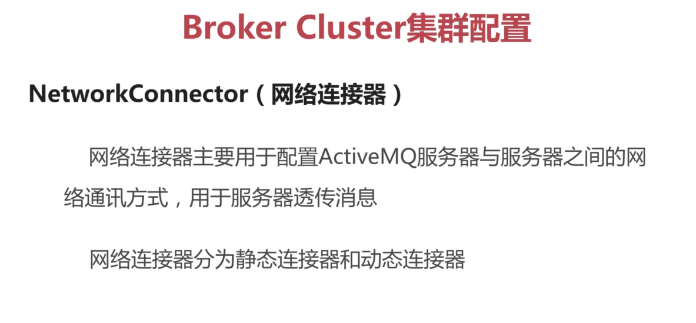 Broker Cluster集群配置
NetworkConnector（网络连接器）
网络连接器主要用于配置ActiveMQ服务器与服务器之间的网
络通讯方式，用于服务器透传消息
网络连接器分为静态连接器和动态连接器